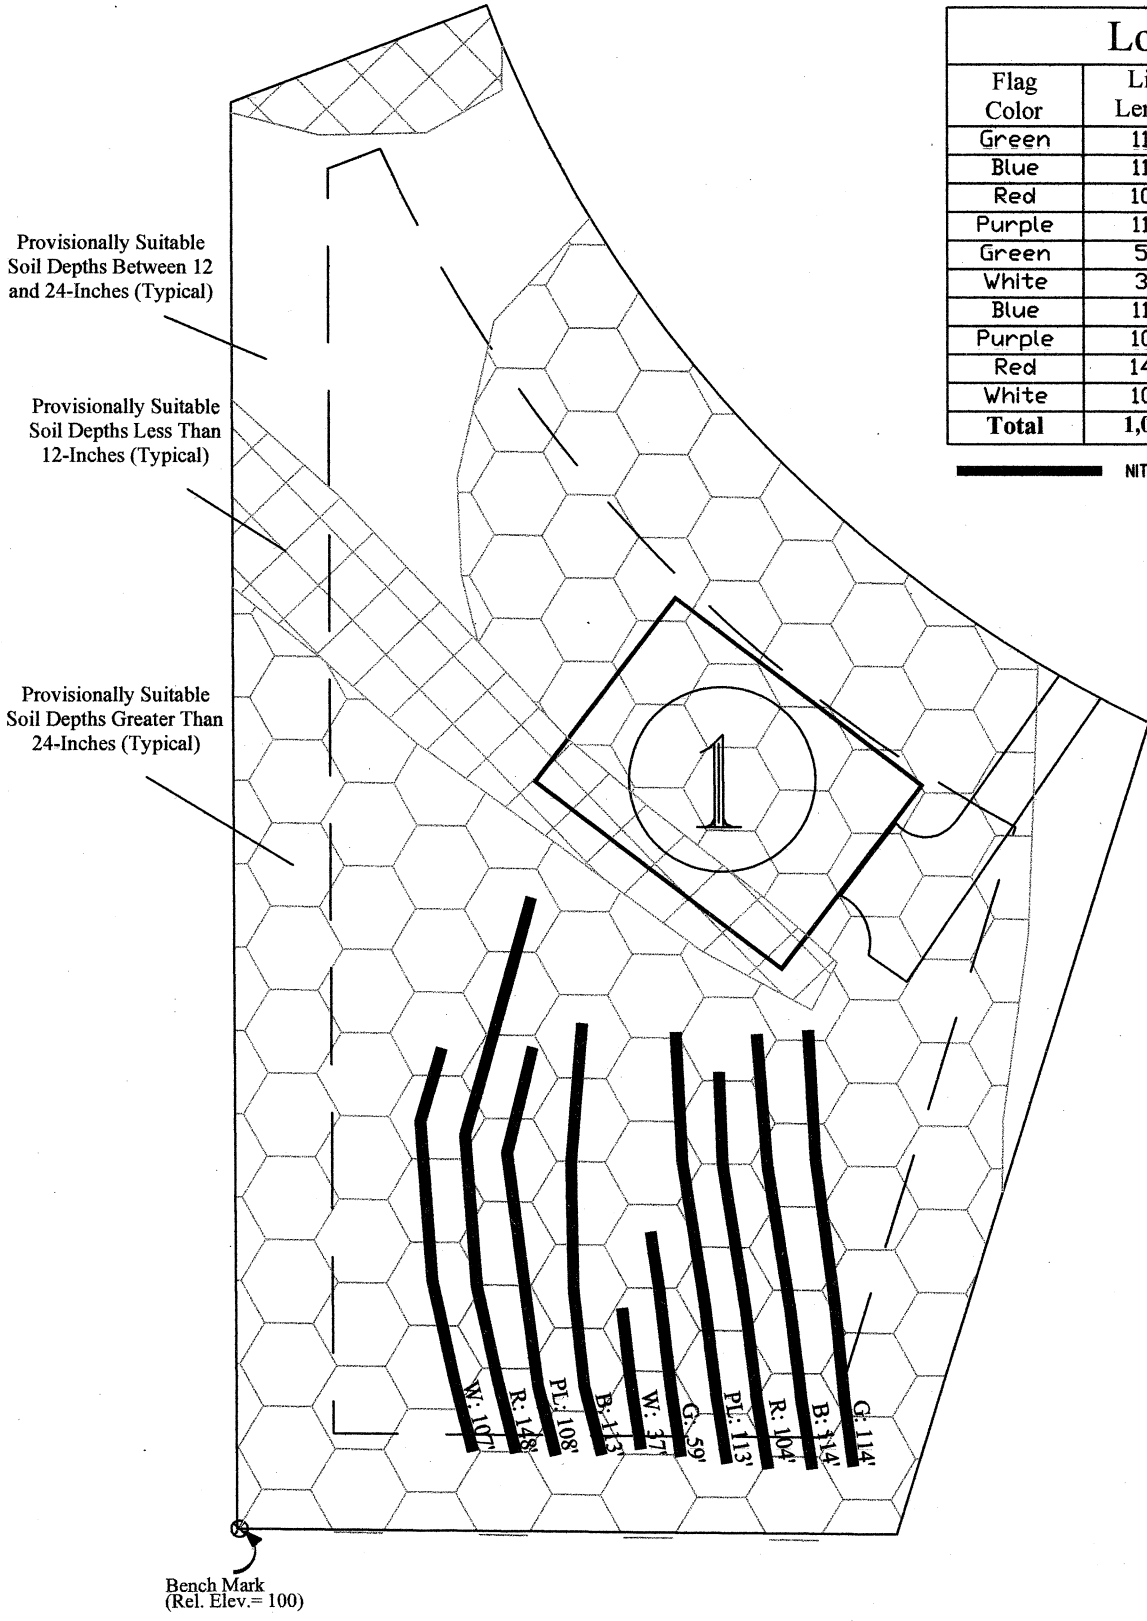 Lo
Flag
Color
Li
Ler
Green 11
Blue 11
Red 10
Purple 11
Green 5
White 3
Blue 11
Purple 10
Red 14
White 10
Total 1,0
NIT
Provisionally Suitable
Soil Depths Between 12
and 24-Inches (Typical)
Provisionally Suitable
Soil Depths Less Than
12-Inches (Typical)
Provisionally Suitable
Soil Depths Greater Than
24-Inches (Typical)
1
W: 107'
R: 148'
PL: 108'
B: 113'
W: 37'
G: 59'
PL: 113'
R: 104'
B: 114'
G: 114'
Bench Mark
(Rel. Elev.= 100)